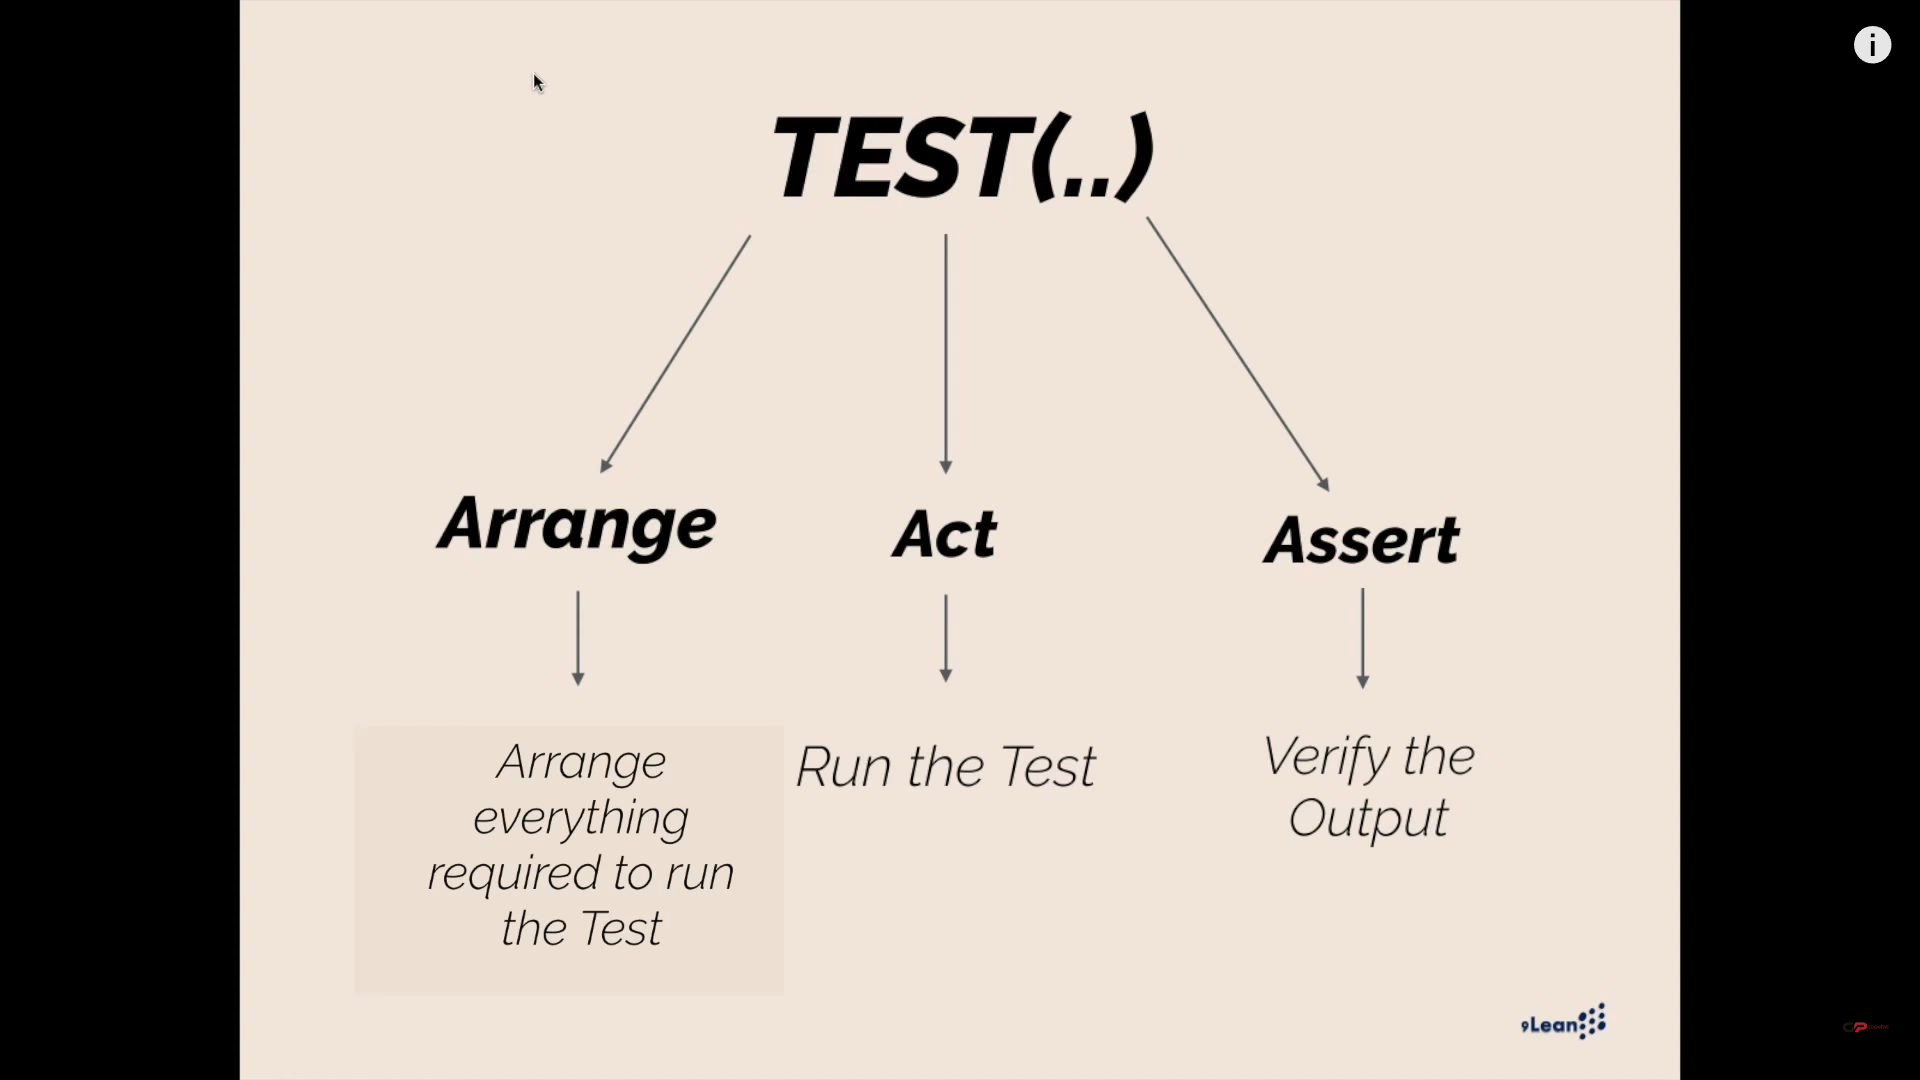 TEST(..)
Arrange
Act
Assert
Arrange
everything
required to run
the Test
Run the Test
Verify the
Output
9Lean
i